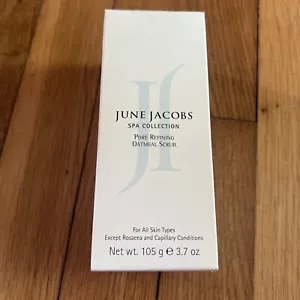 JUNE JACOBS
SPA COLLECTION
PORE REFINING
OATMEAL SCRUB
For All Skin Types
Except Rosacea and Capillary Conditions
Net wt. 105 g ℮ 3.7 oz